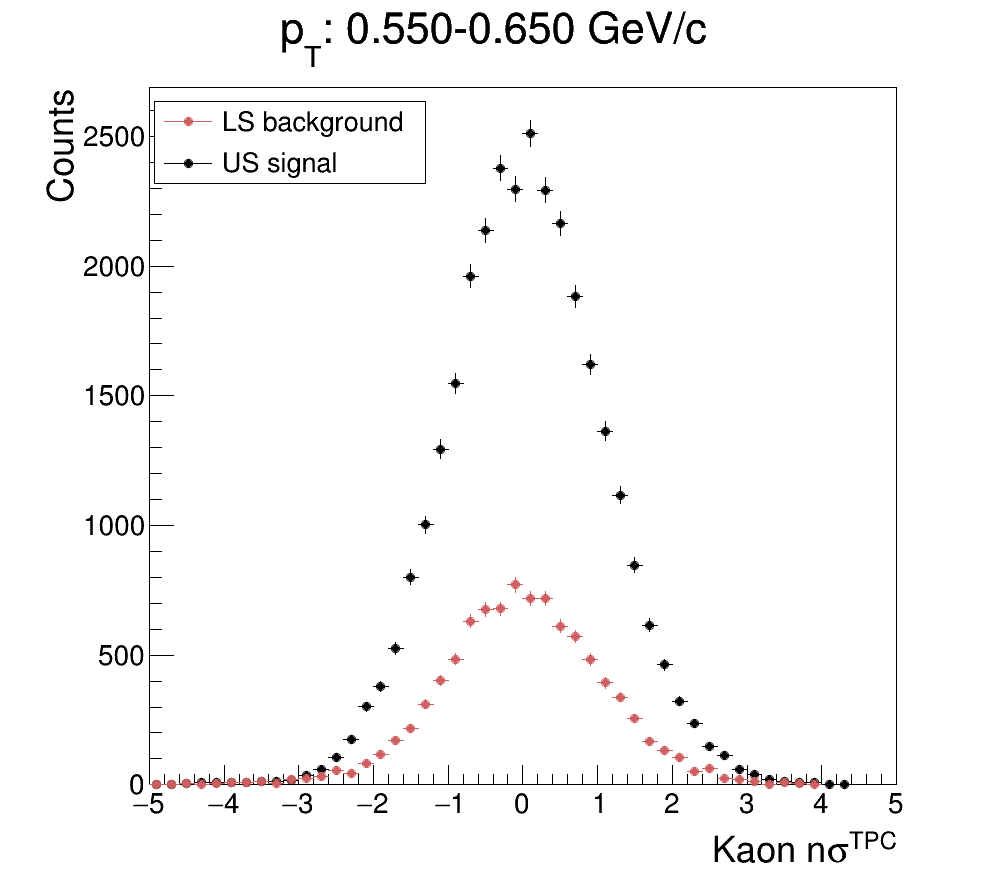 p_T: 0.550-0.650 GeV/c
Counts
LS background
US signal
2500
2000
1500
1000
500
0
−5 −4 −3 −2 −1 0 1 2 3 4 5
Kaon nσ^TPC